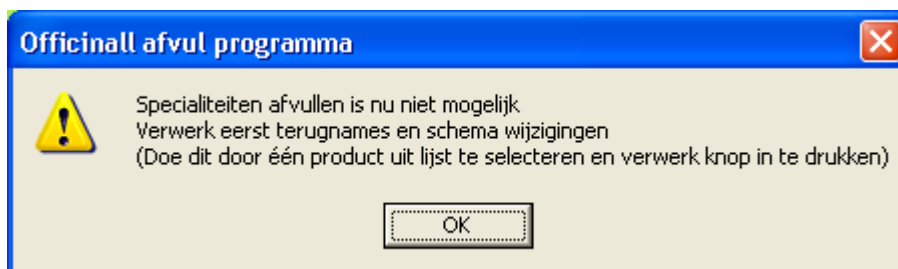 Officinall afvul programma
Specialiteiten afvullen is nu niet mogelijk
Verwerk eerst terugnames en schema wijzigingen
(Doe dit door één product uit lijst te selecteren en verwerk knop in te drukken)
OK